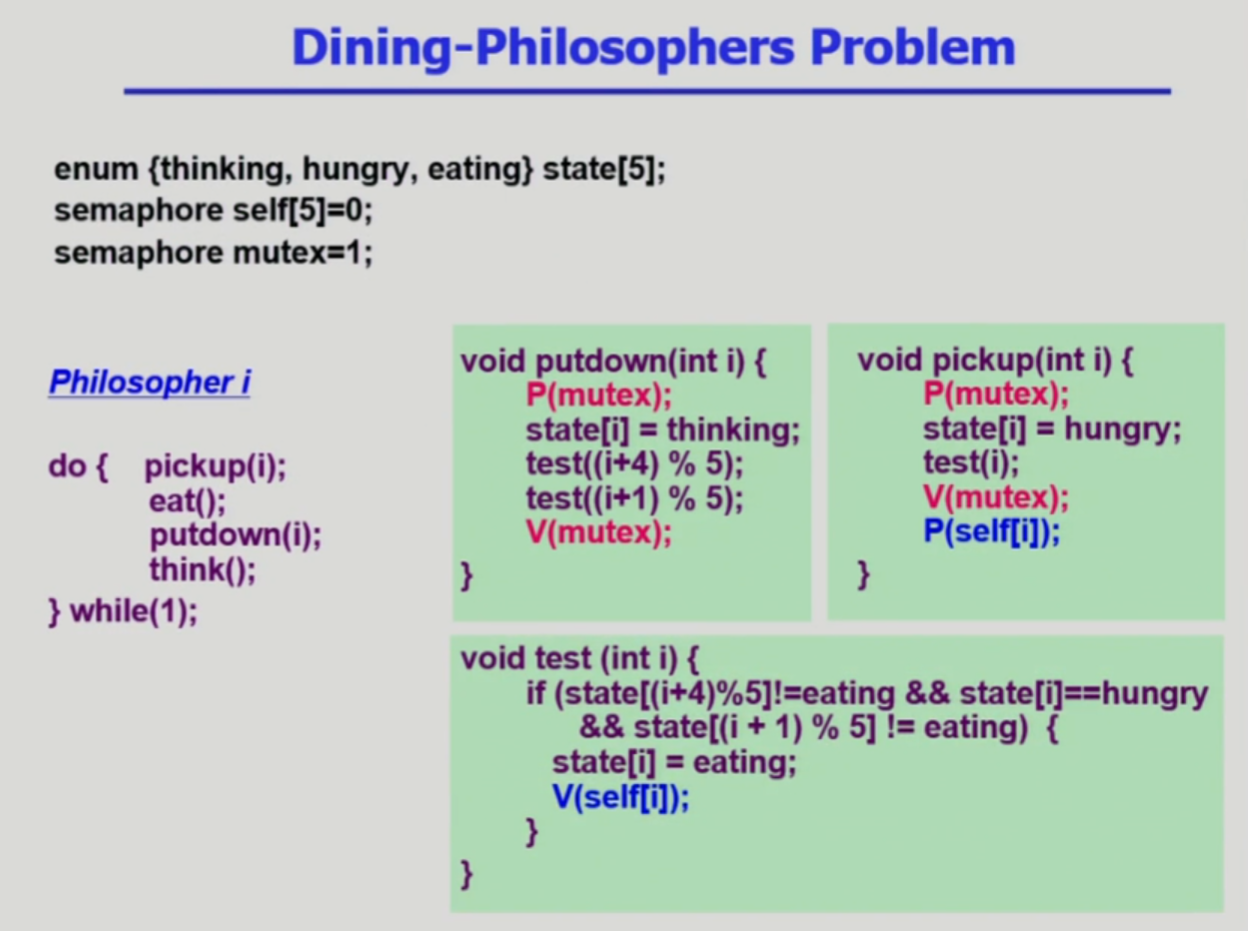 Dining-Philosophers Problem
enum {thinking, hungry, eating} state[5];
semaphore self[5]=0;
semaphore mutex=1;
Philosopher i
do { pickup(i);
eat();
putdown(i);
think();
} while(1);
void putdown(int i) {
P(mutex);
state[i] = thinking;
test((i+4) % 5);
test((i+1) % 5);
V(mutex);
}
void pickup(int i) {
P(mutex);
state[i] = hungry;
test(i);
V(mutex);
P(self[i]);
}
void test (int i) {
if (state[(i+4)%5]!=eating && state[i]==hungry
&& state[(i + 1) % 5] != eating) {
state[i] = eating;
V(self[i]);
}
}